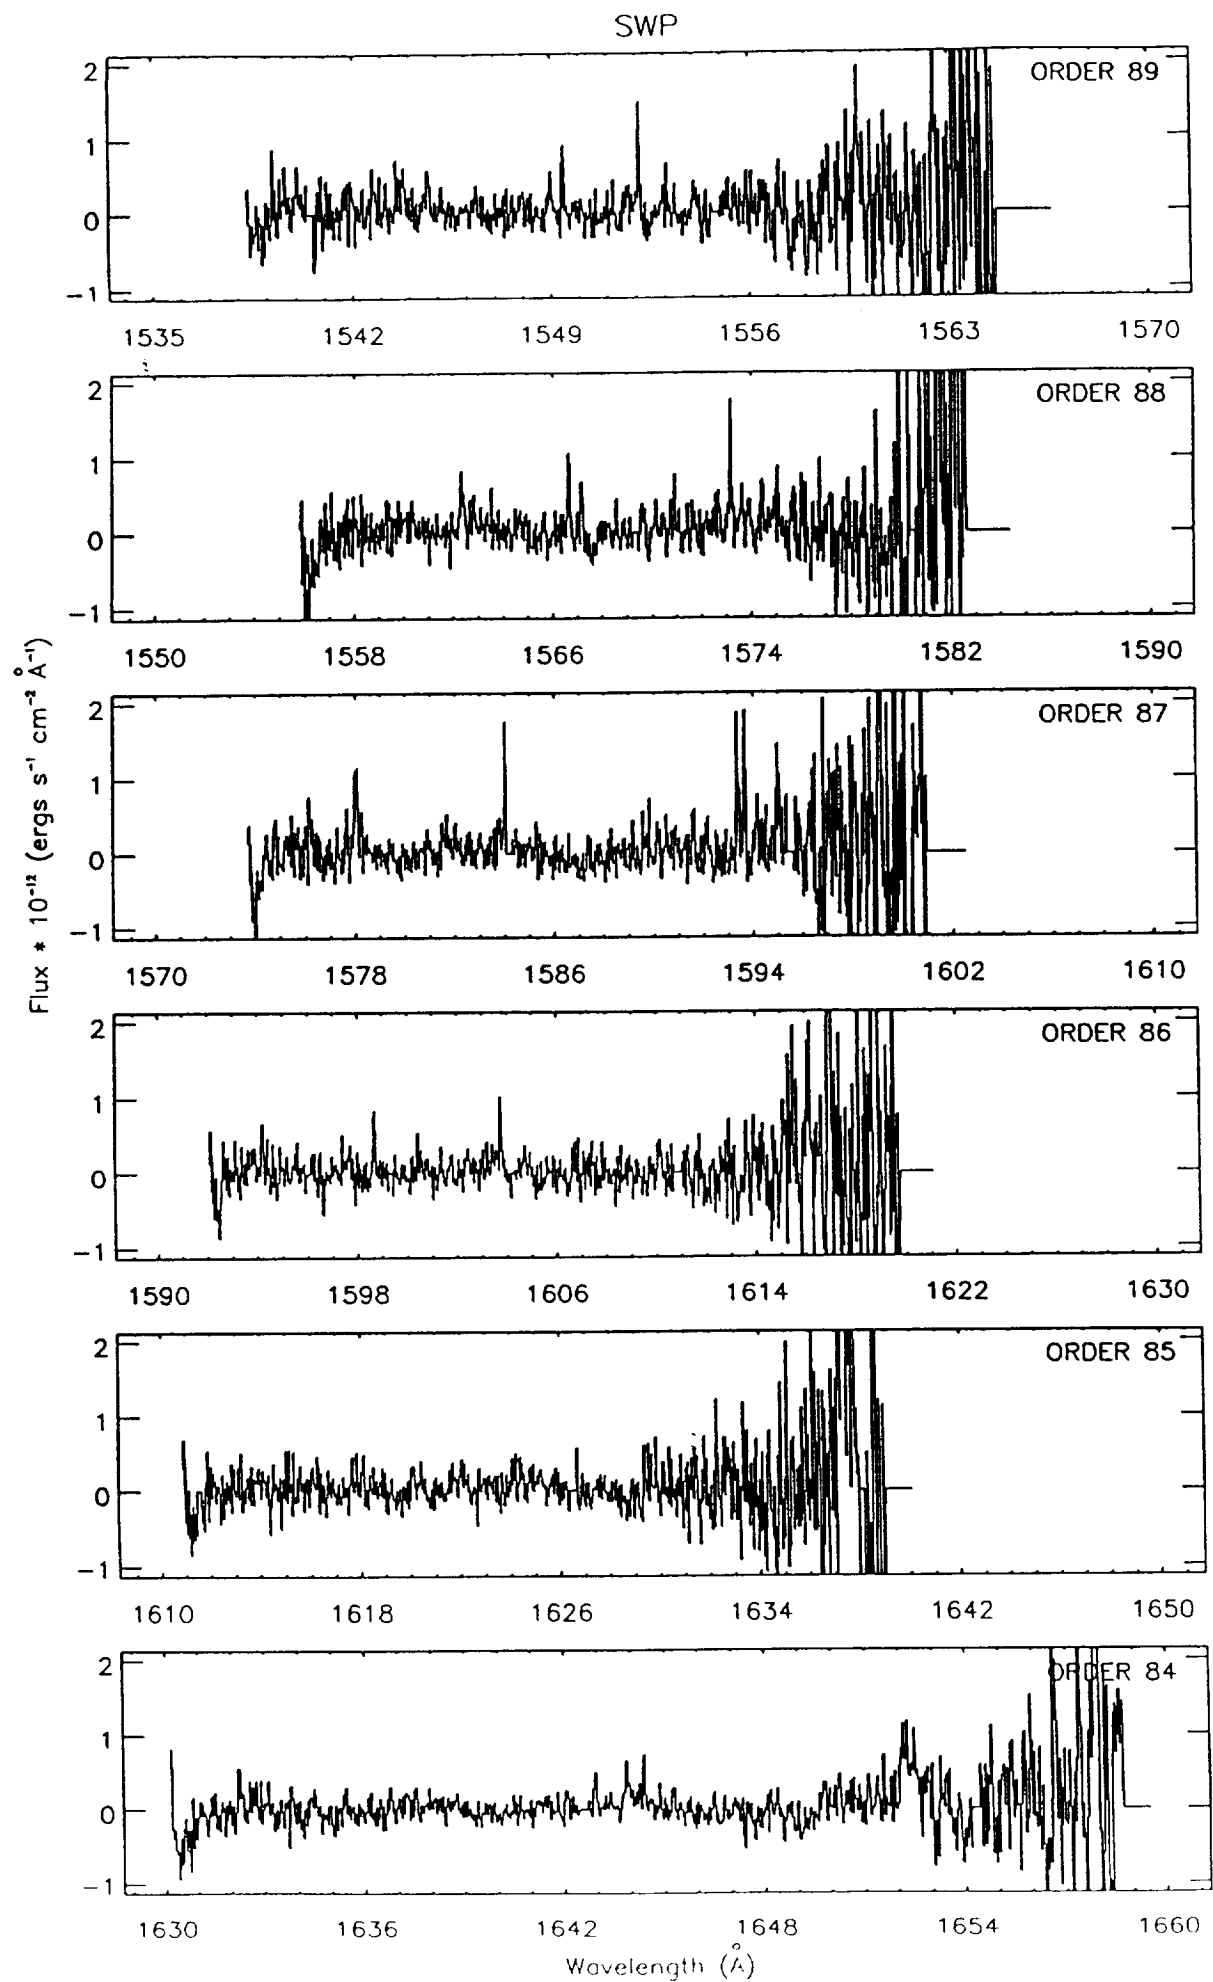 SWP
ORDER 89
2
1
0
-1
1535 1542 1549 1556 1563 1570
ORDER 88
2
1
0
-1
1550 1558 1566 1574 1582 1590
Flux * 10⁻¹² (ergs s⁻¹ cm⁻² Å⁻¹)
ORDER 87
2
1
0
-1
1570 1578 1586 1594 1602 1610
ORDER 86
2
1
0
-1
1590 1598 1606 1614 1622 1630
ORDER 85
2
1
0
-1
1610 1618 1626 1634 1642 1650
ORDER 84
2
1
0
-1
1630 1636 1642 1648 1654 1660
Wavelength (Å)